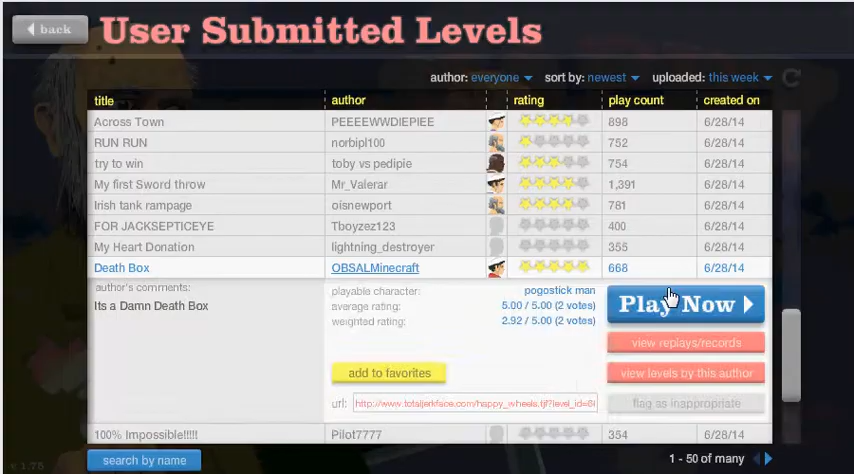 back
User Submitted Levels
author: everyone sort by: newest uploaded: this week
title author rating play count created on
Across Town PEEEEWWDIEPIEE 898 6/28/14
RUN RUN norbipl100 752 6/28/14
try to win toby vs pedipie 754 6/28/14
My first Sword throw Mr_Valerar 1,391 6/28/14
Irish tank rampage oisnewport 781 6/28/14
FOR JACKSEPTICEYE Tboyzez123 400 6/28/14
My Heart Donation lightning_destroyer 355 6/28/14
Death Box OBSALMinecraft 668 6/28/14
author's comments:
Its a Damn Death Box
playable character: pogostick man
average rating: 5.00 / 5.00 (2 votes)
weighted rating: 2.92 / 5.00 (2 votes)
Play Now
view replays/records
add to favorites
view levels by this author
url: http://www.totaljerkface.com/happy_wheels.tjf?level_id=8
flag as inappropriate
100% Impossible!!!!! Pilot7777 354 6/28/14
v 1.75
search by name
1 - 50 of many